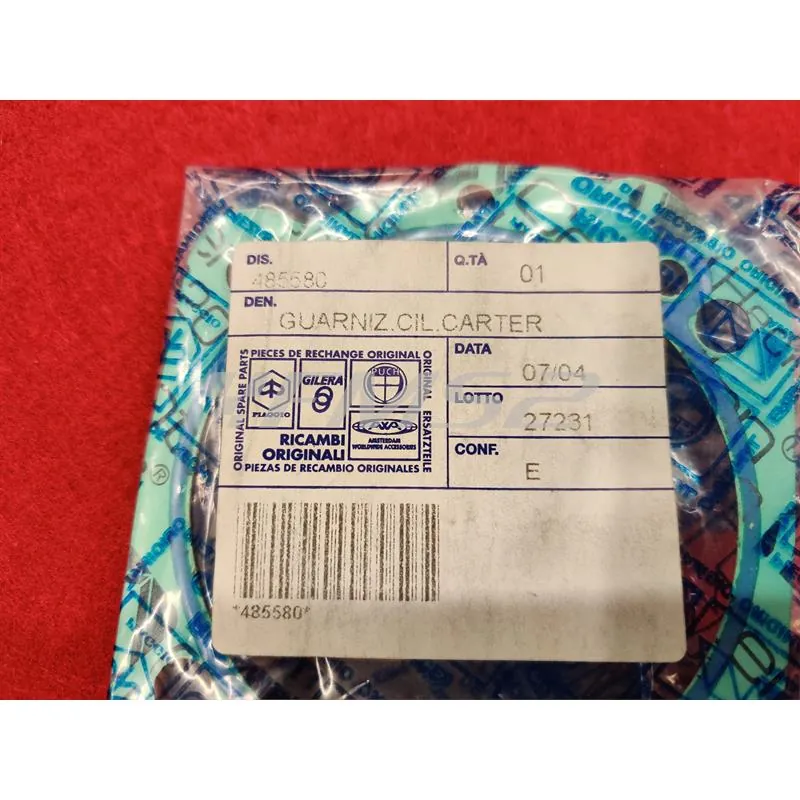 DIS.
485580
Q.TÀ
01
DEN.
GUARNIZ.CIL.CARTER
PIECES DE RECHANGE ORIGINAL
ORIGINAL SPARE PARTS
ORIGINAL ERSATZTEILE
PIAGGIO
GILERA
PUCH
AXA
AMSTERDAM
WORLDWIDE ACCESSORIES
RICAMBI
ORIGINALI
PIEZAS DE RECAMBIO ORIGINALES
DATA
07/04
LOTTO
27231
CONF.
E
*485580*